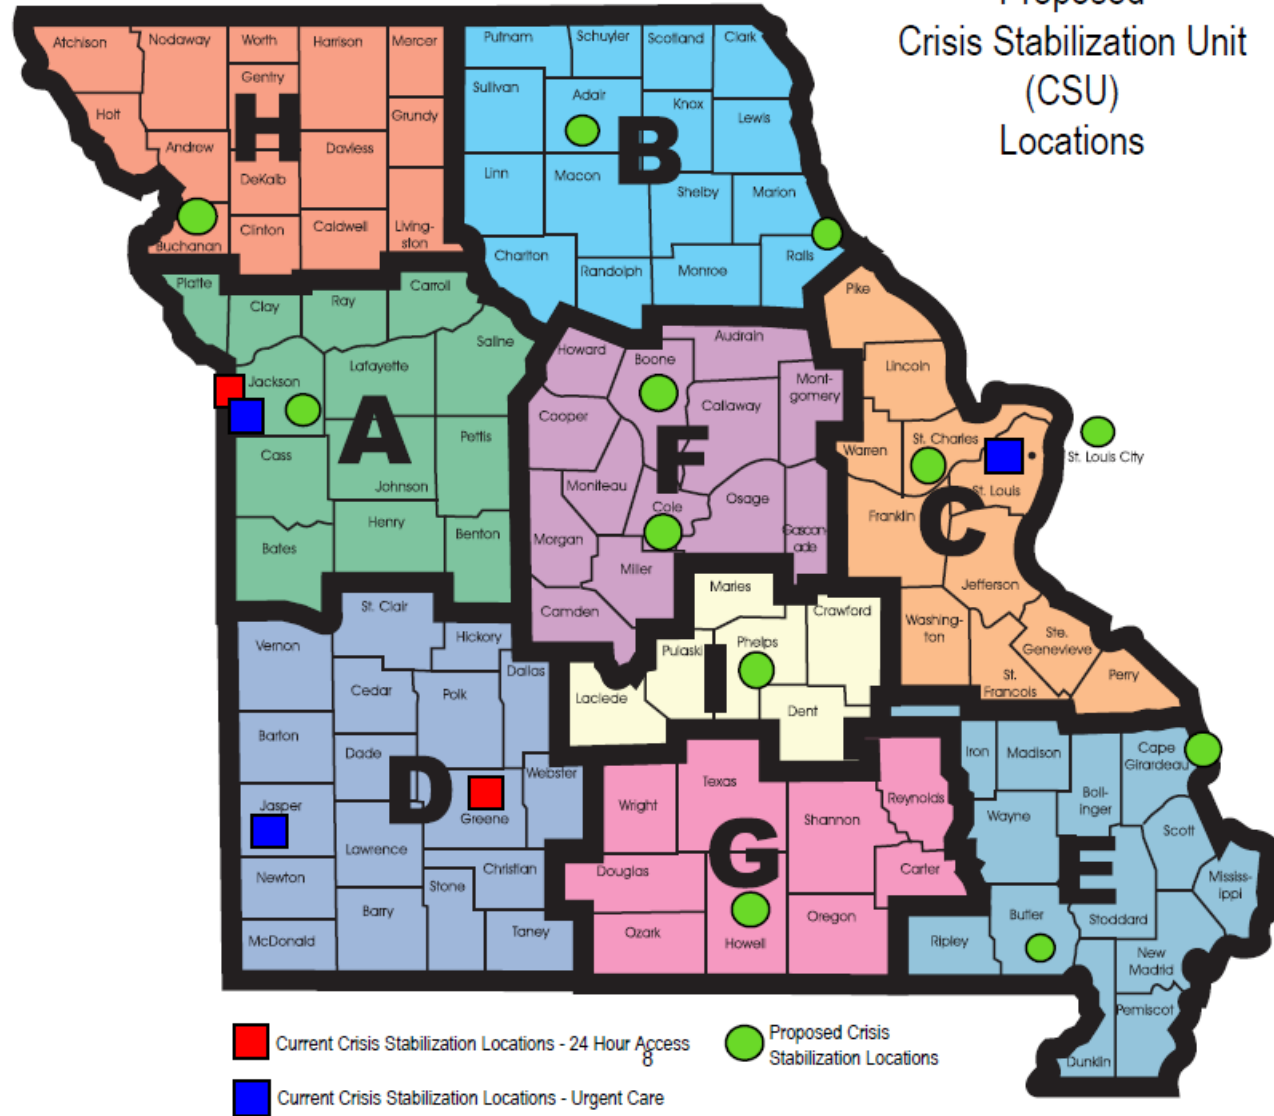 Proposed
Crisis Stabilization Unit
(CSU)
Locations
Atchison
Nodaway
Worth
Harrison
Mercer
Gentry
Holt
Grundy
H
Andrew
Daviess
DeKalb
Buchanan
Clinton
Caldwell
Living-
ston
Putnam
Schuyler
Scotland
Clark
Sullivan
Adair
Knox
Lewis
B
Linn
Macon
Shelby
Marion
Chariton
Randolph
Monroe
Ralls
Platte
Clay
Ray
Carroll
Saline
Jackson
Lafayette
A
Cass
Johnson
Pettis
Bates
Henry
Benton
Howard
Boone
Audrain
Mont-
gomery
Cooper
Callaway
F
Moniteau
Cole
Osage
Gascon-
ade
Morgan
Miller
Camden
Pike
Lincoln
Warren
St. Charles
St. Louis City
St. Louis
Franklin
C
Jefferson
Washing-
ton
Ste.
Genevieve
St.
Francois
Perry
Maries
Crawford
Pulaski
Phelps
I
Laclede
Dent
St. Clair
Vernon
Hickory
Dallas
Cedar
Polk
Barton
Dade
D
Webster
Jasper
Greene
Lawrence
Newton
Christian
Stone
Barry
McDonald
Taney
Texas
Wright
Reynolds
Shannon
G
Douglas
Carter
Ozark
Howell
Oregon
Iron
Madison
Cape
Girardeau
Boll-
inger
Wayne
Scott
E
Mississ-
ippi
Butler
Stoddard
Ripley
New
Madrid
Pemiscot
Dunklin
Current Crisis Stabilization Locations - 24 Hour Access
8
Proposed Crisis
Stabilization Locations
Current Crisis Stabilization Locations - Urgent Care